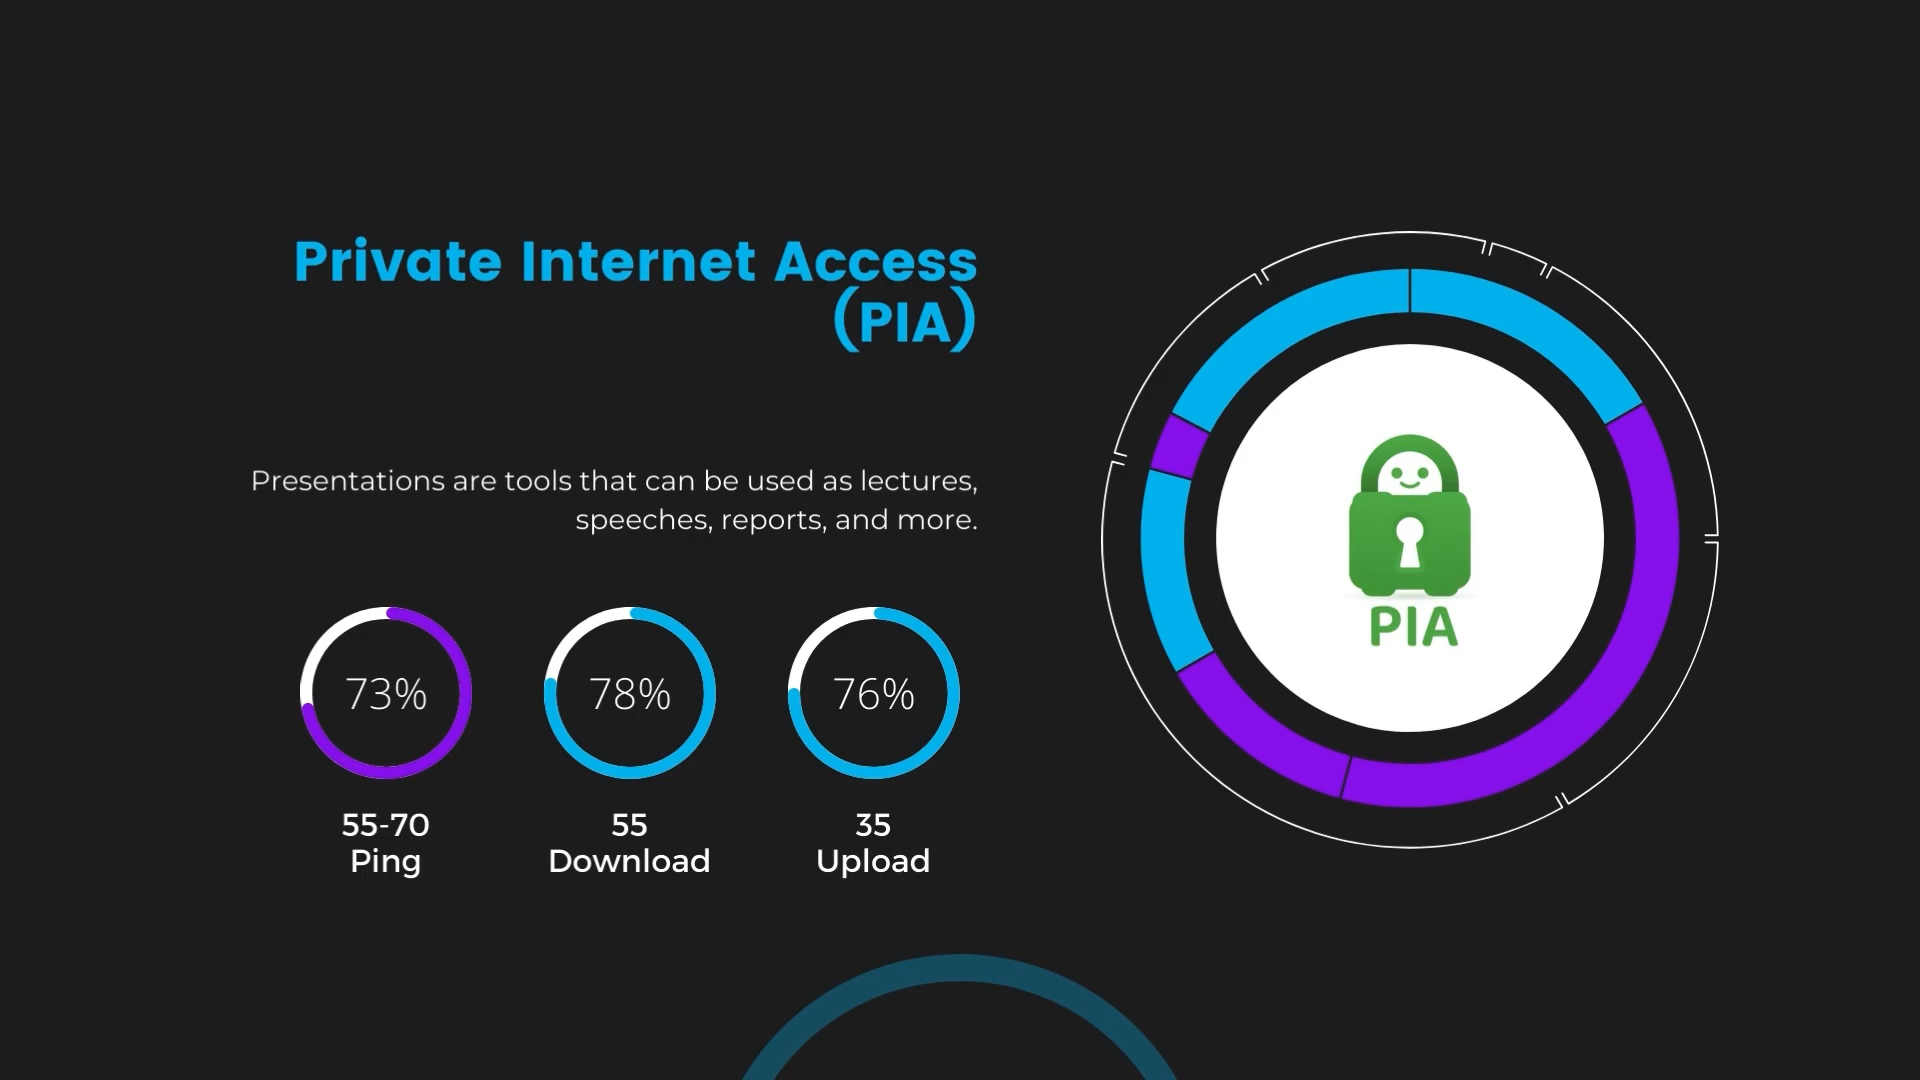 Private Internet Access
(PIA)
Presentations are tools that can be used as lectures,
speeches, reports, and more.
73%
78%
76%
55-70
Ping
55
Download
35
Upload
PIA